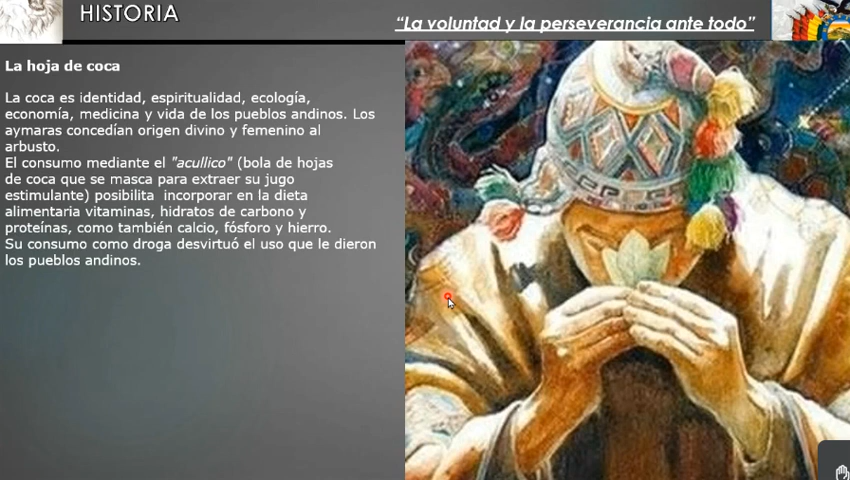 HISTORIA
“La voluntad y la perseverancia ante todo”
La hoja de coca
La coca es identidad, espiritualidad, ecología,
economía, medicina y vida de los pueblos andinos. Los
aymaras concedían origen divino y femenino al
arbusto.
El consumo mediante el "acullico" (bola de hojas
de coca que se masca para extraer su jugo
estimulante) posibilita incorporar en la dieta
alimentaria vitaminas, hidratos de carbono y
proteínas, como también calcio, fósforo y hierro.
Su consumo como droga desvirtuó el uso que le dieron
los pueblos andinos.